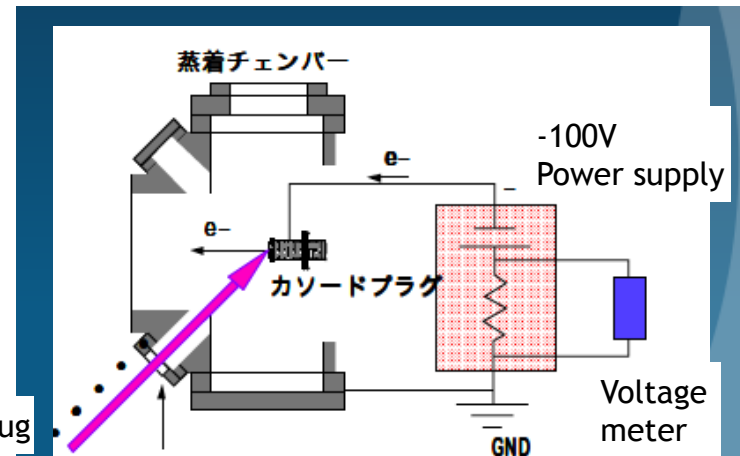 蒸着チェンバー
-100V
Power supply
e-
-
e-
カソードプラグ
Voltage
meter
ug
GND